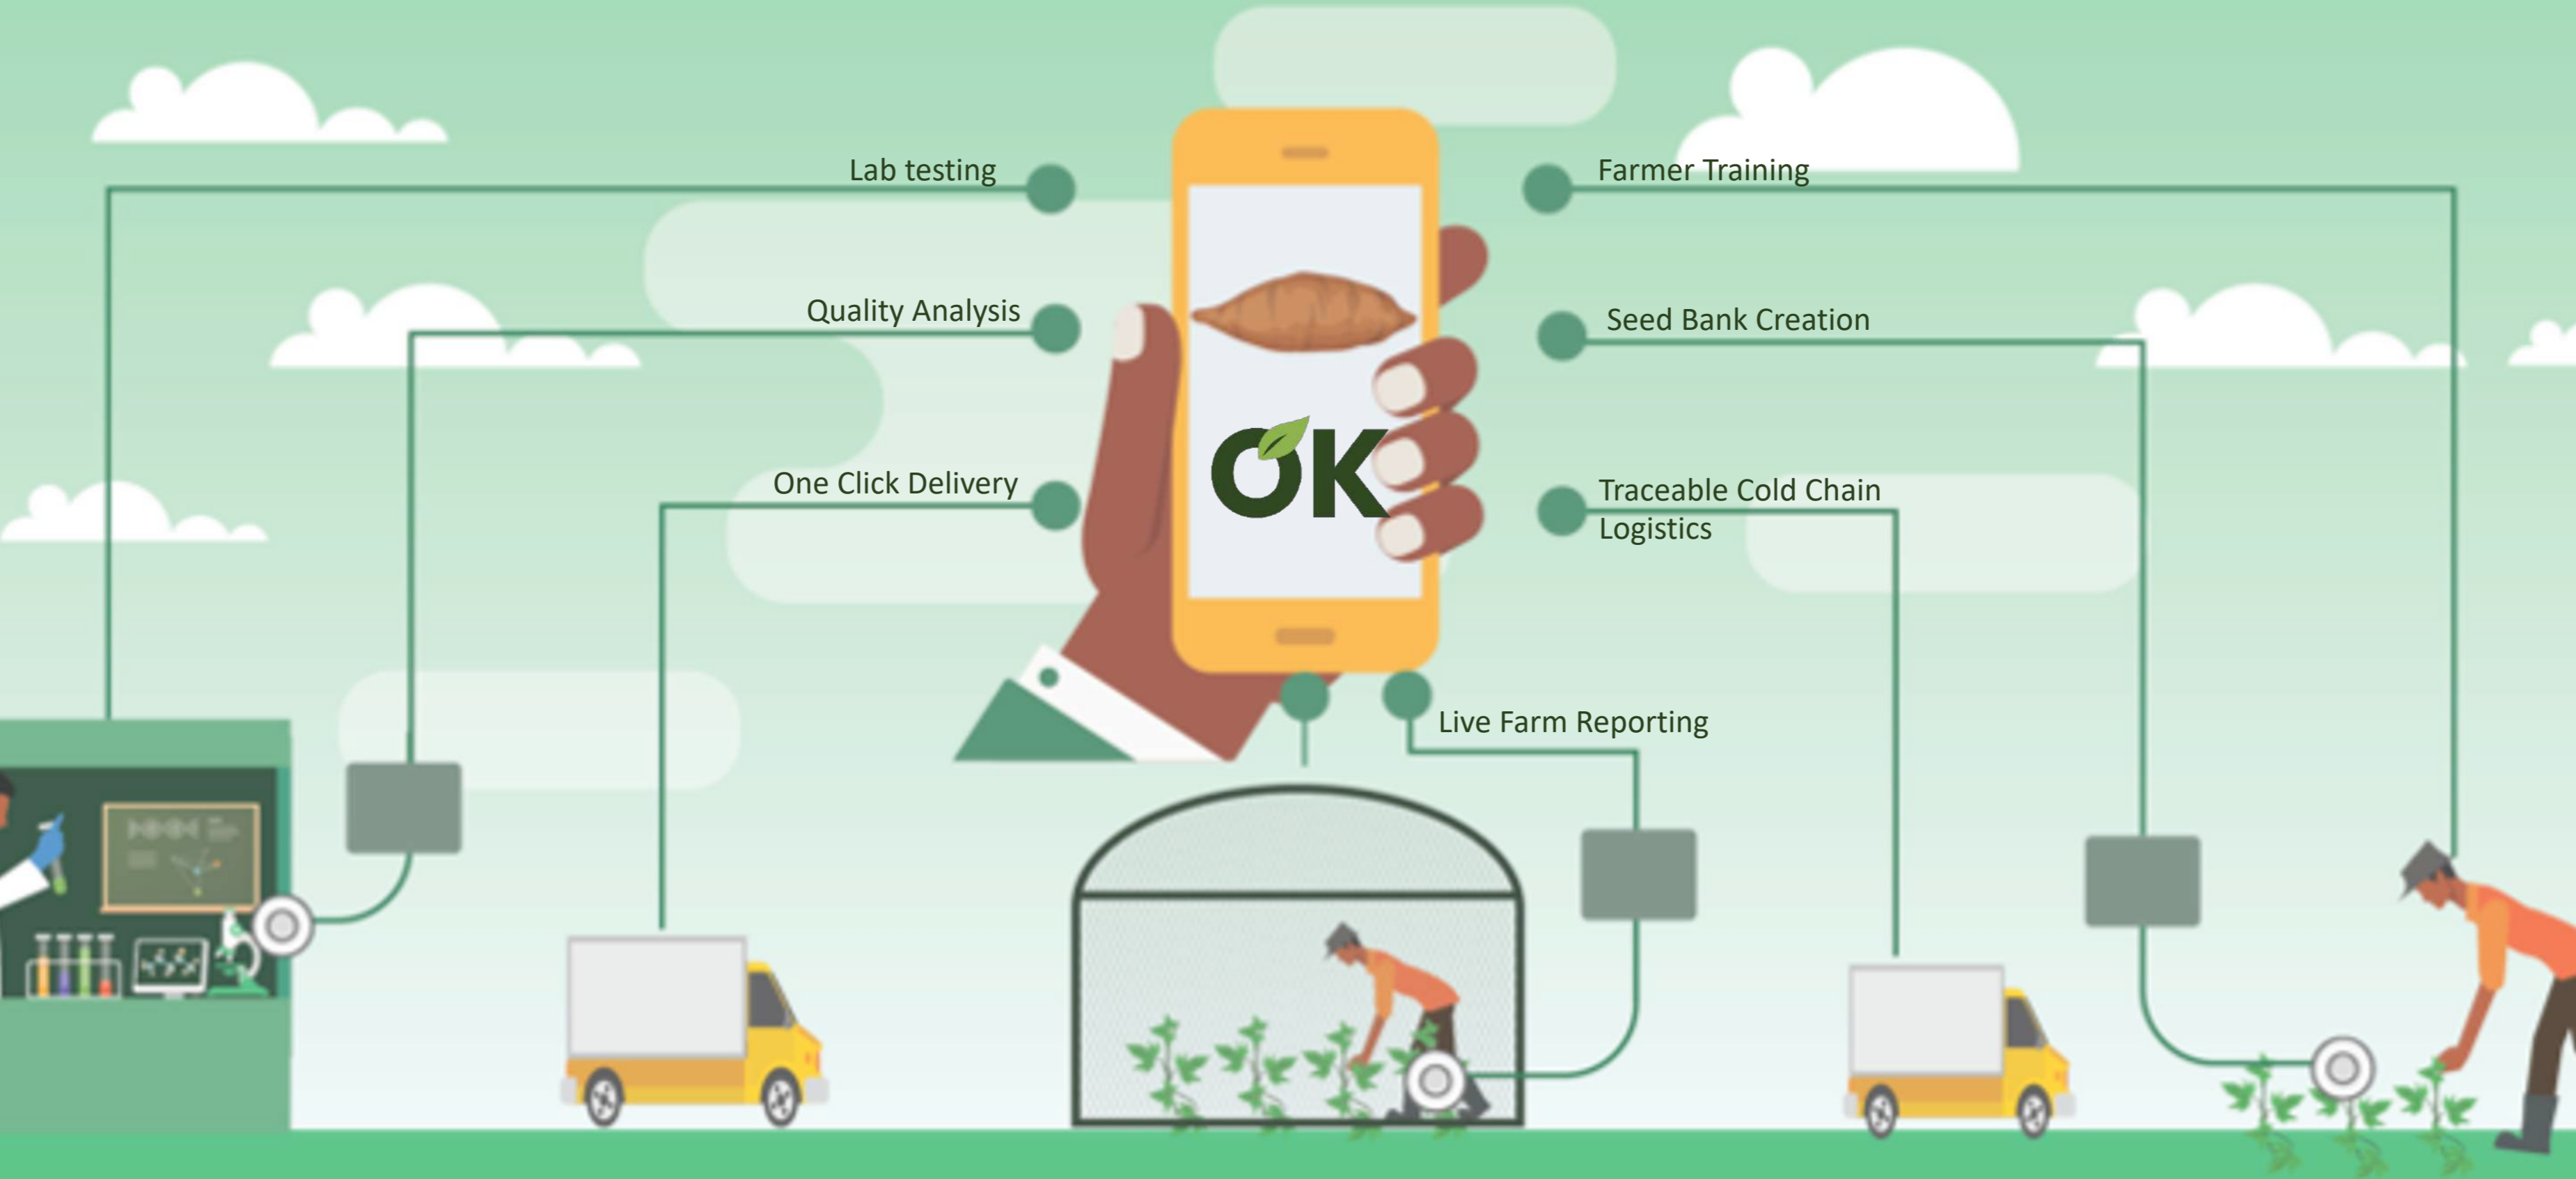 Lab testing
Farmer Training
Quality Analysis
Seed Bank Creation
OK
One Click Delivery
Traceable Cold Chain
Logistics
Live Farm Reporting